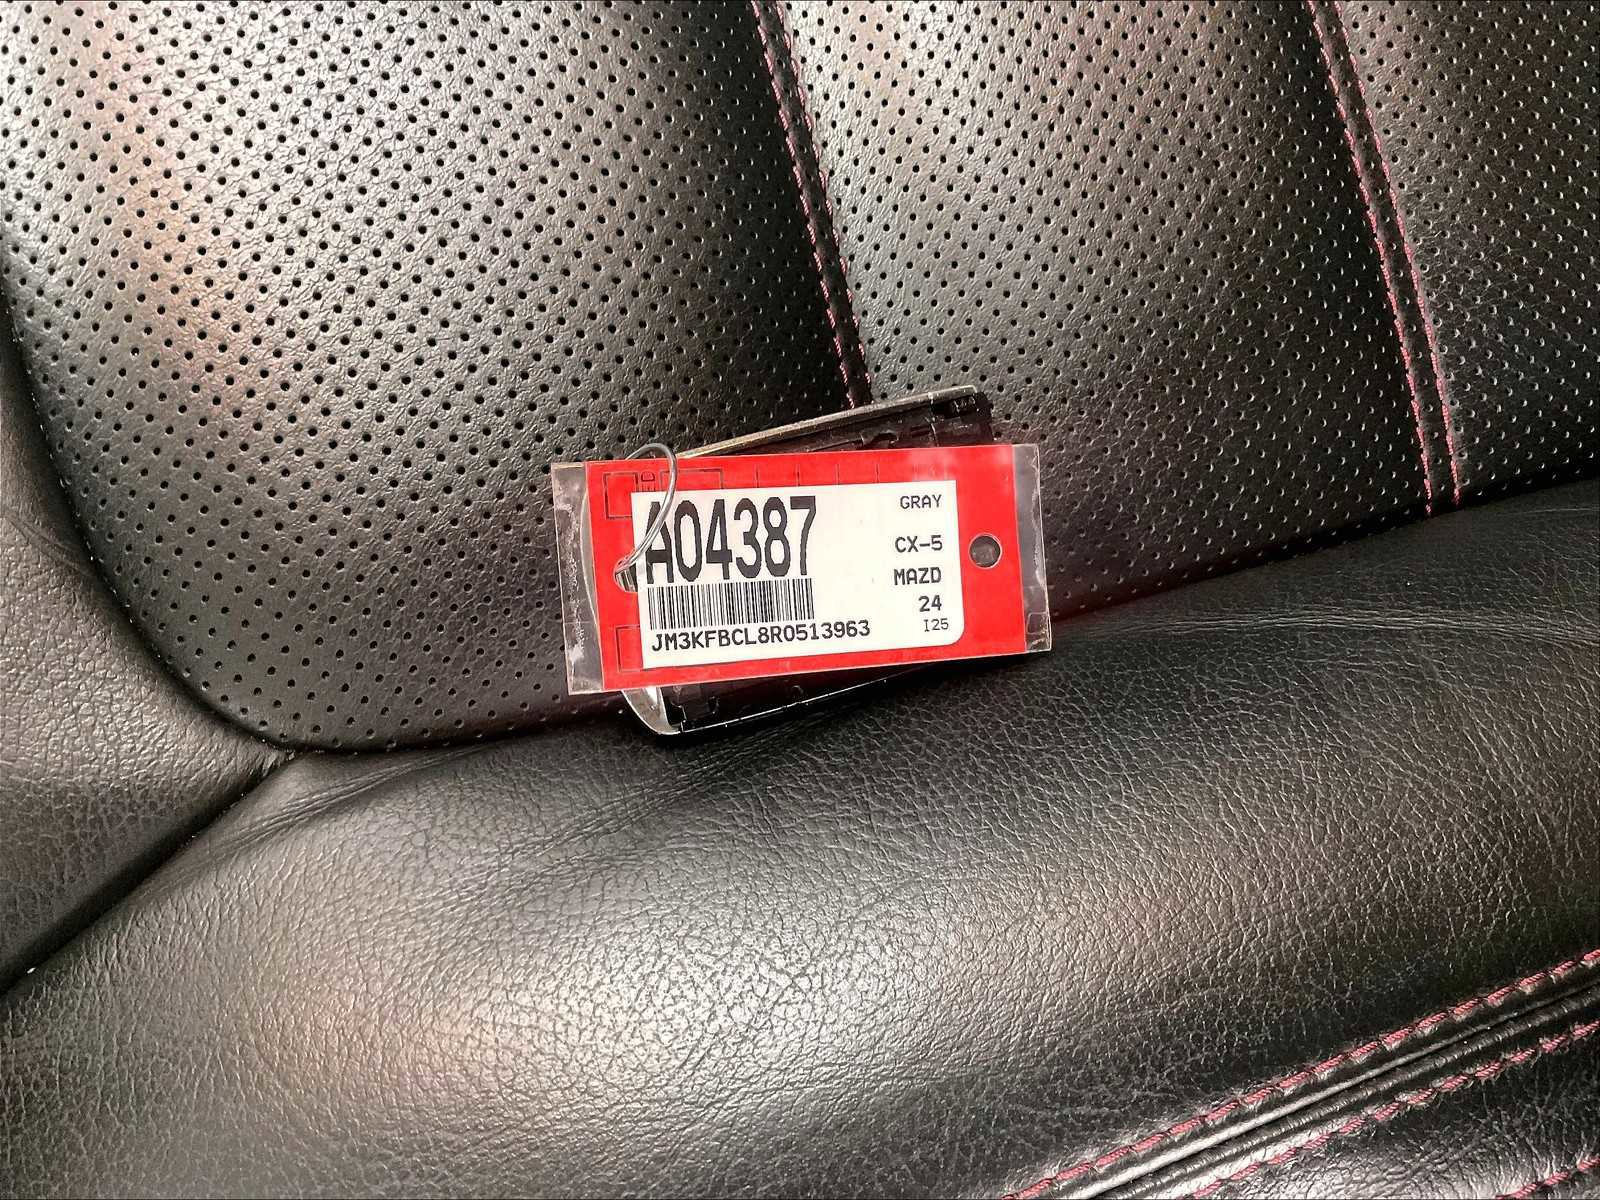 A04387
GRAY
CX-5
MAZD
24
I25
JM3KFBCL8R0513963